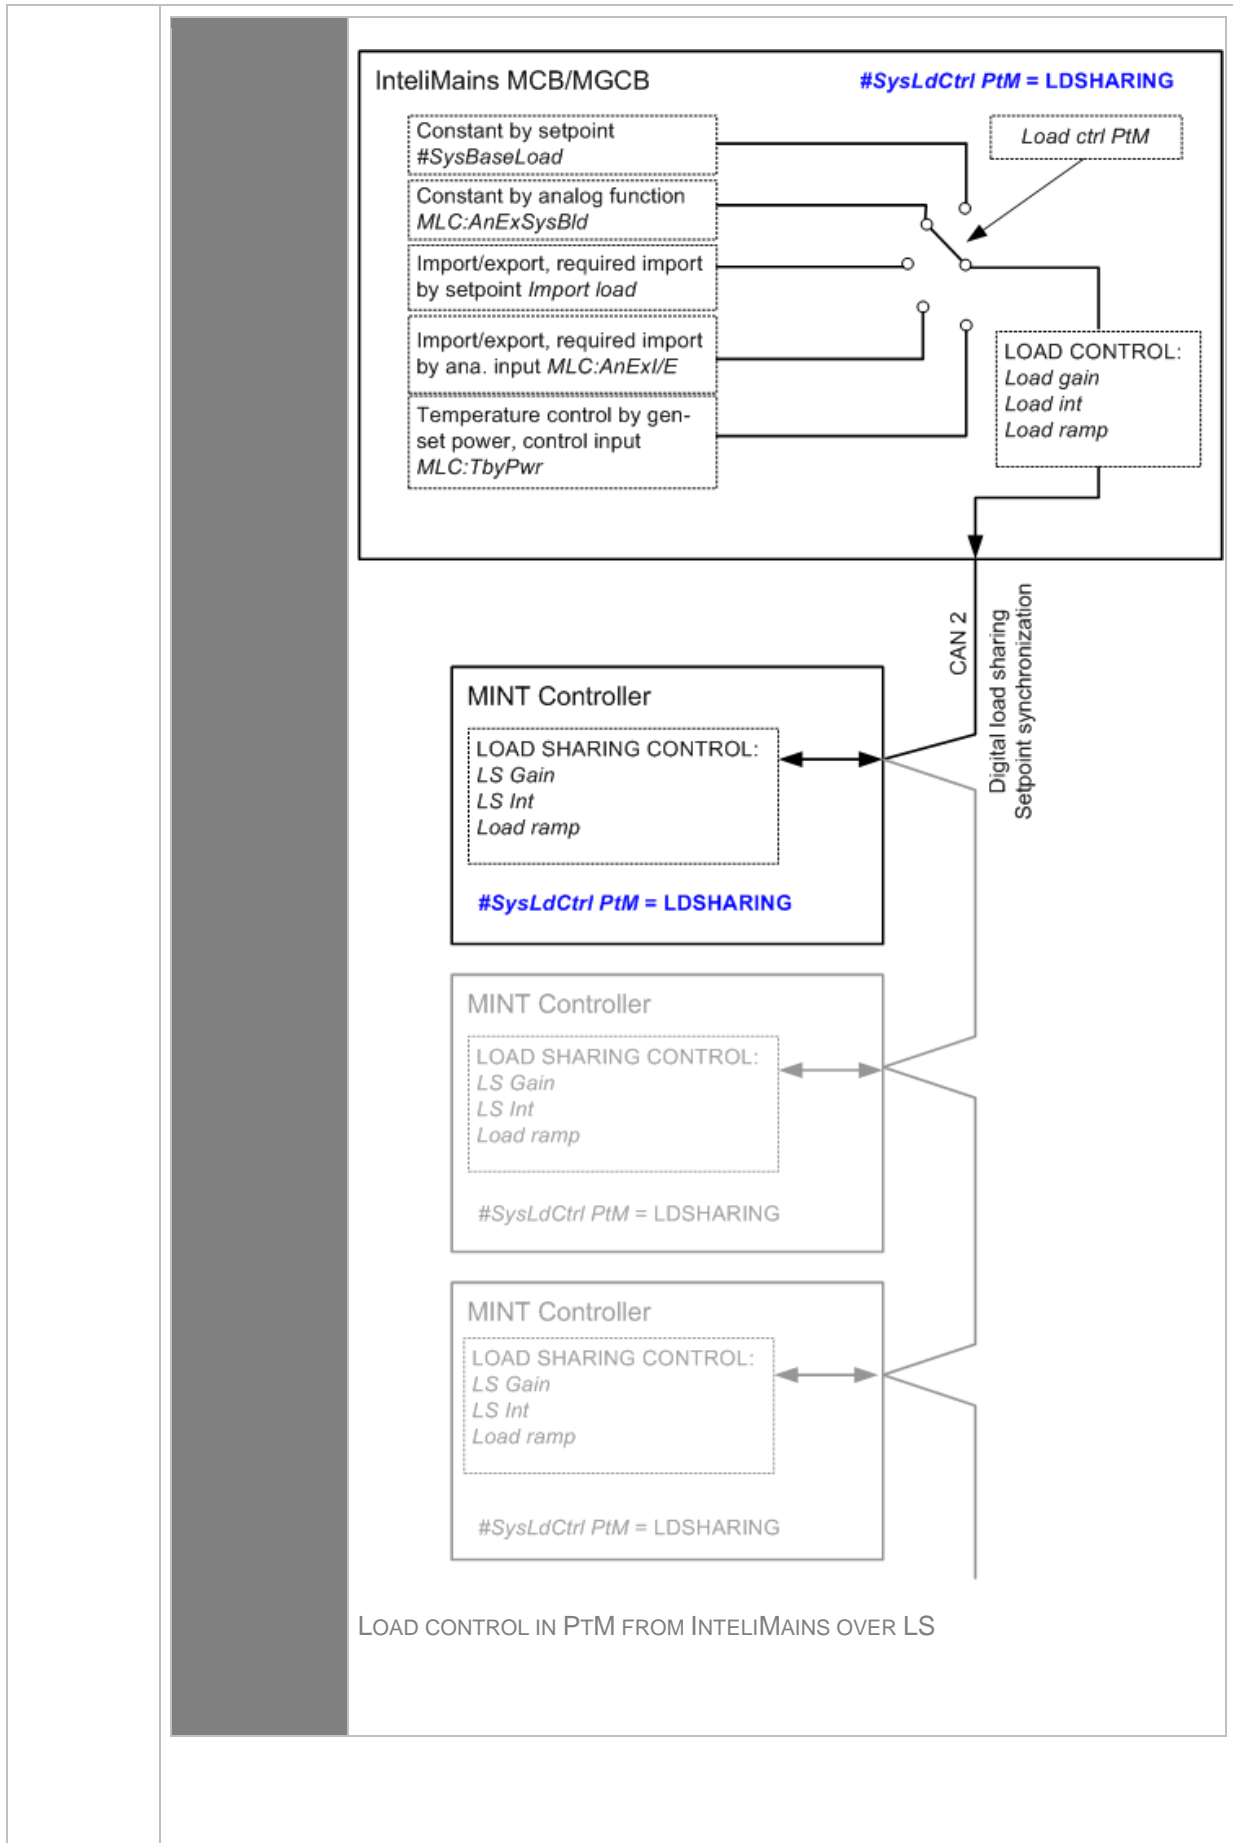 InteliMains MCB/MGCB
#SysLdCtrl PtM = LDSHARING
Constant by setpoint
#SysBaseLoad
Load ctrl PtM
Constant by analog function
MLC:AnExSysBld
Import/export, required import
by setpoint Import load
Import/export, required import
by ana. input MLC:AnExI/E
Temperature control by gen-
set power, control input
MLC:TbyPwr
LOAD CONTROL:
Load gain
Load int
Load ramp
CAN 2
Digital load sharing
Setpoint synchronization
MINT Controller
LOAD SHARING CONTROL:
LS Gain
LS Int
Load ramp
#SysLdCtrl PtM = LDSHARING
MINT Controller
LOAD SHARING CONTROL:
LS Gain
LS Int
Load ramp
#SysLdCtrl PtM = LDSHARING
MINT Controller
LOAD SHARING CONTROL:
LS Gain
LS Int
Load ramp
#SysLdCtrl PtM = LDSHARING
LOAD CONTROL IN PTM FROM INTELIMAINS OVER LS